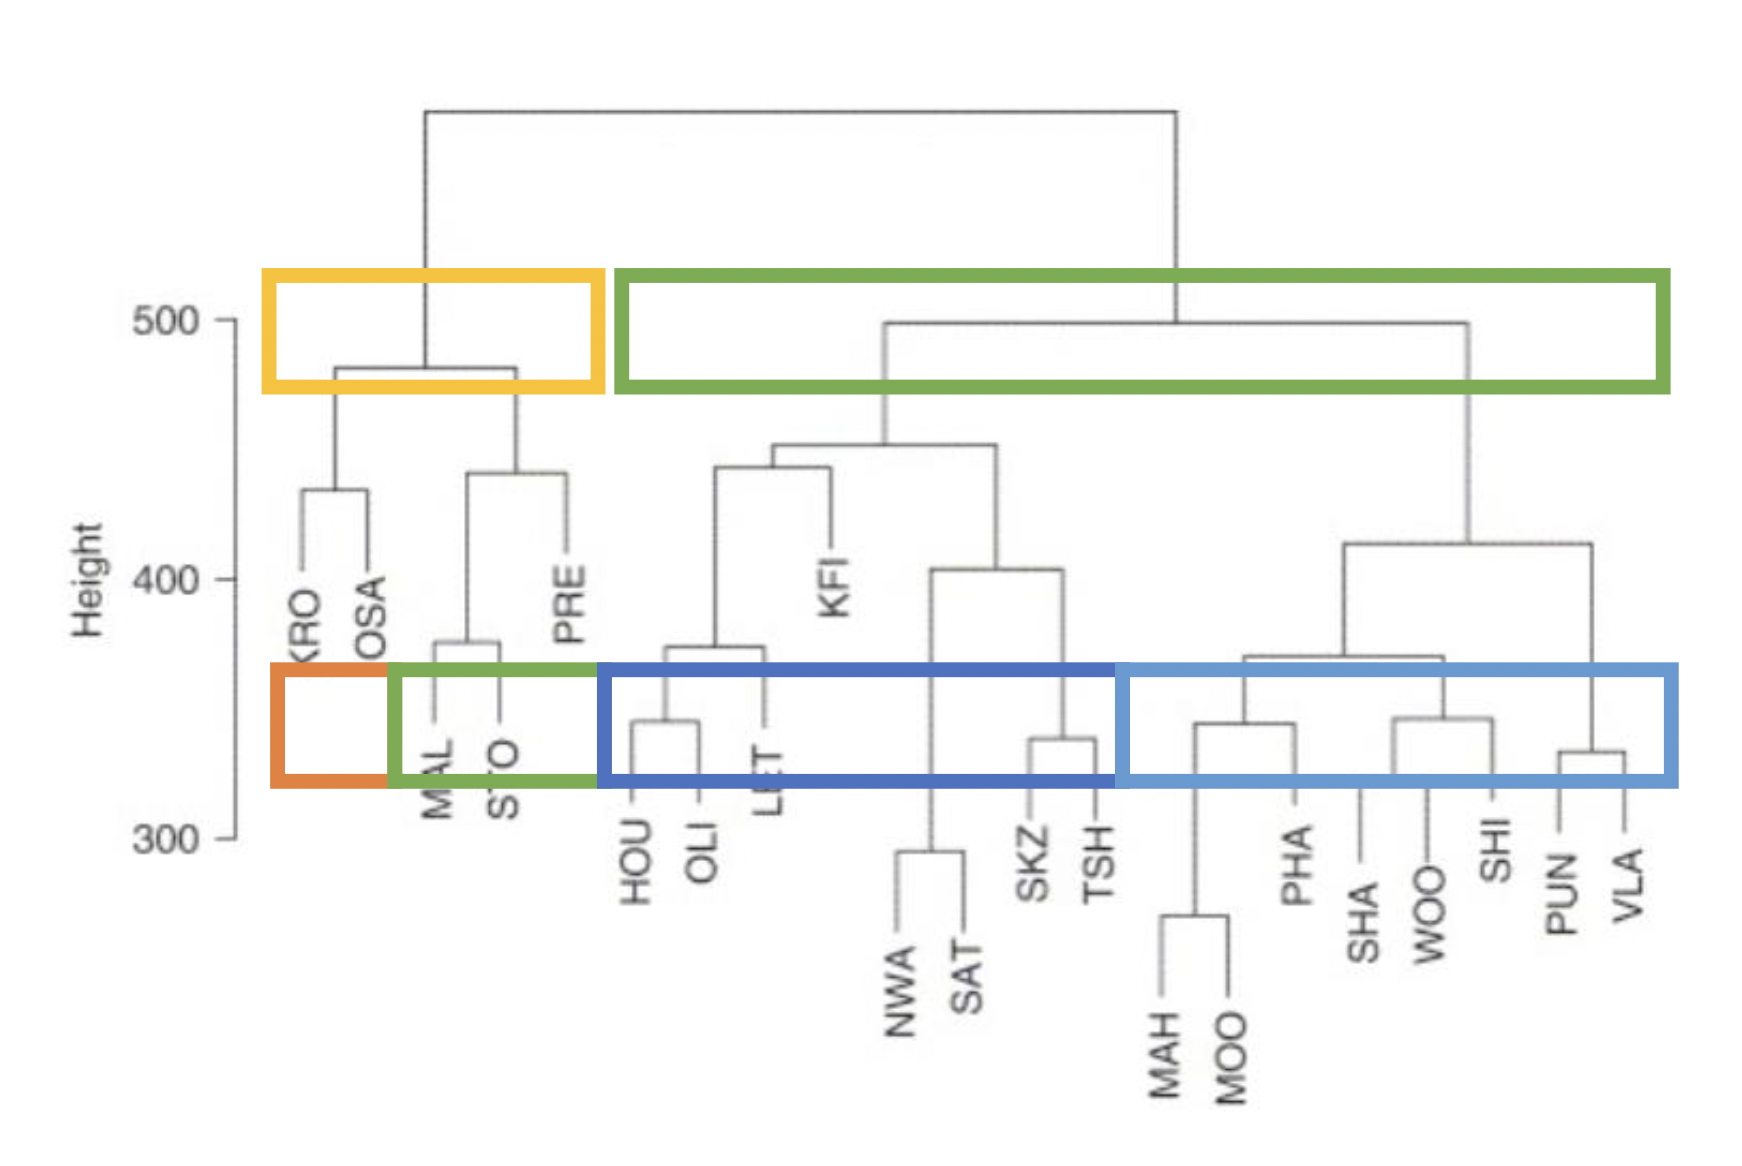 500
400
300
Height
KRO
OSA
PRE
KFI
MAL
STO
LET
HOU
OLI
SKZ
TSH
PHA
SHA
WOO
SHI
PUN
VLA
NWA
SAT
MAH
MOO